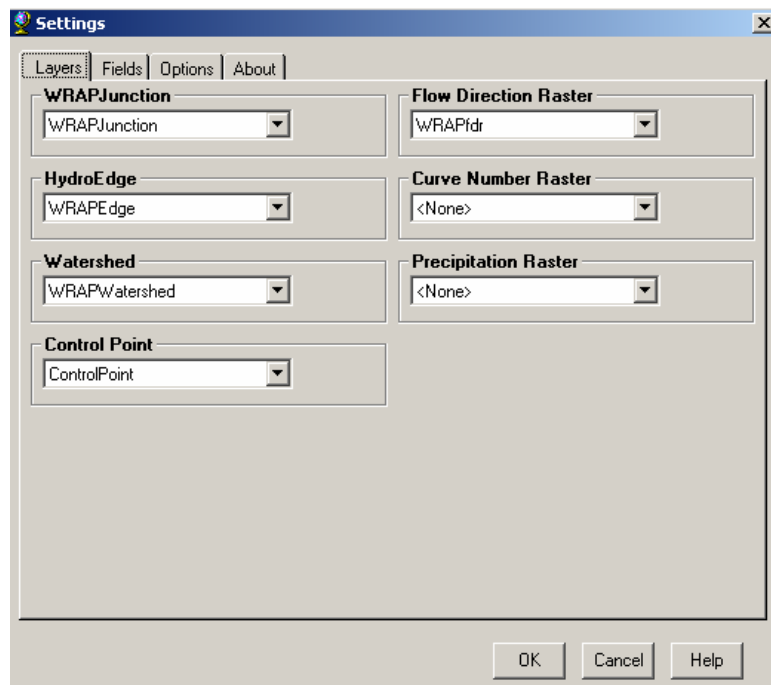 Settings
Layers Fields Options About
WRAPJunction
WRAPJunction
HydroEdge
WRAPEdge
Watershed
WRAPWatershed
Control Point
ControlPoint
Flow Direction Raster
WRAPfdr
Curve Number Raster
<None>
Precipitation Raster
<None>
OK Cancel Help